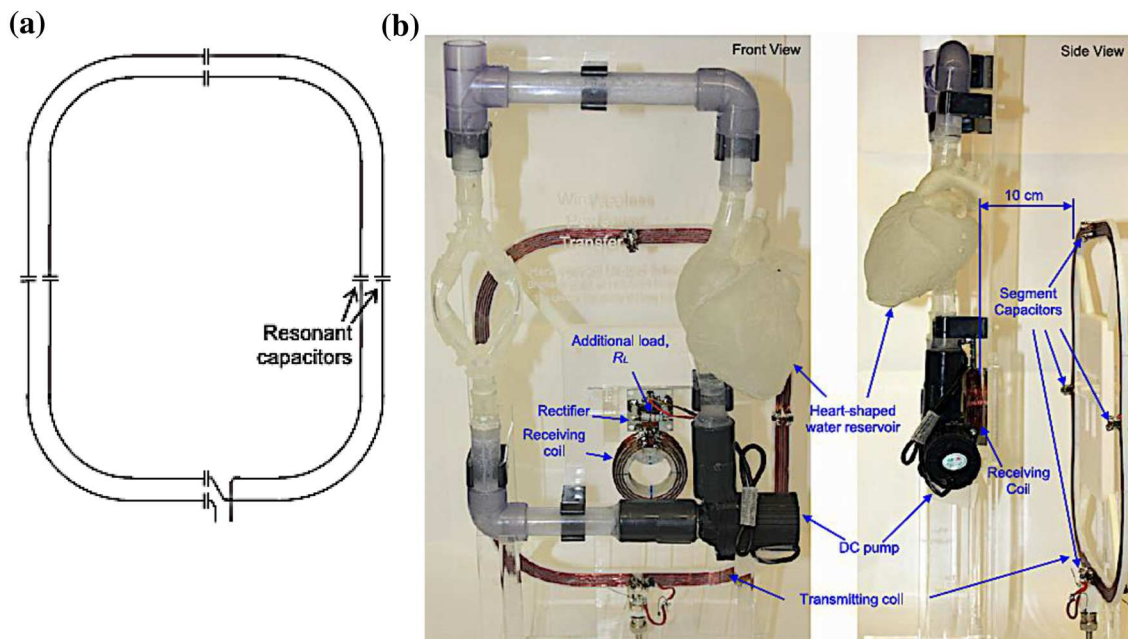 (a)
Resonant
capacitors
(b)
Front View
Transfer
Additional load,
RL
Rectifier
Receiving
coil
Heart-shaped
water reservoir
DC pump
Transmitting coil
Side View
10 cm
Segment
Capacitors
Receiving
Coil